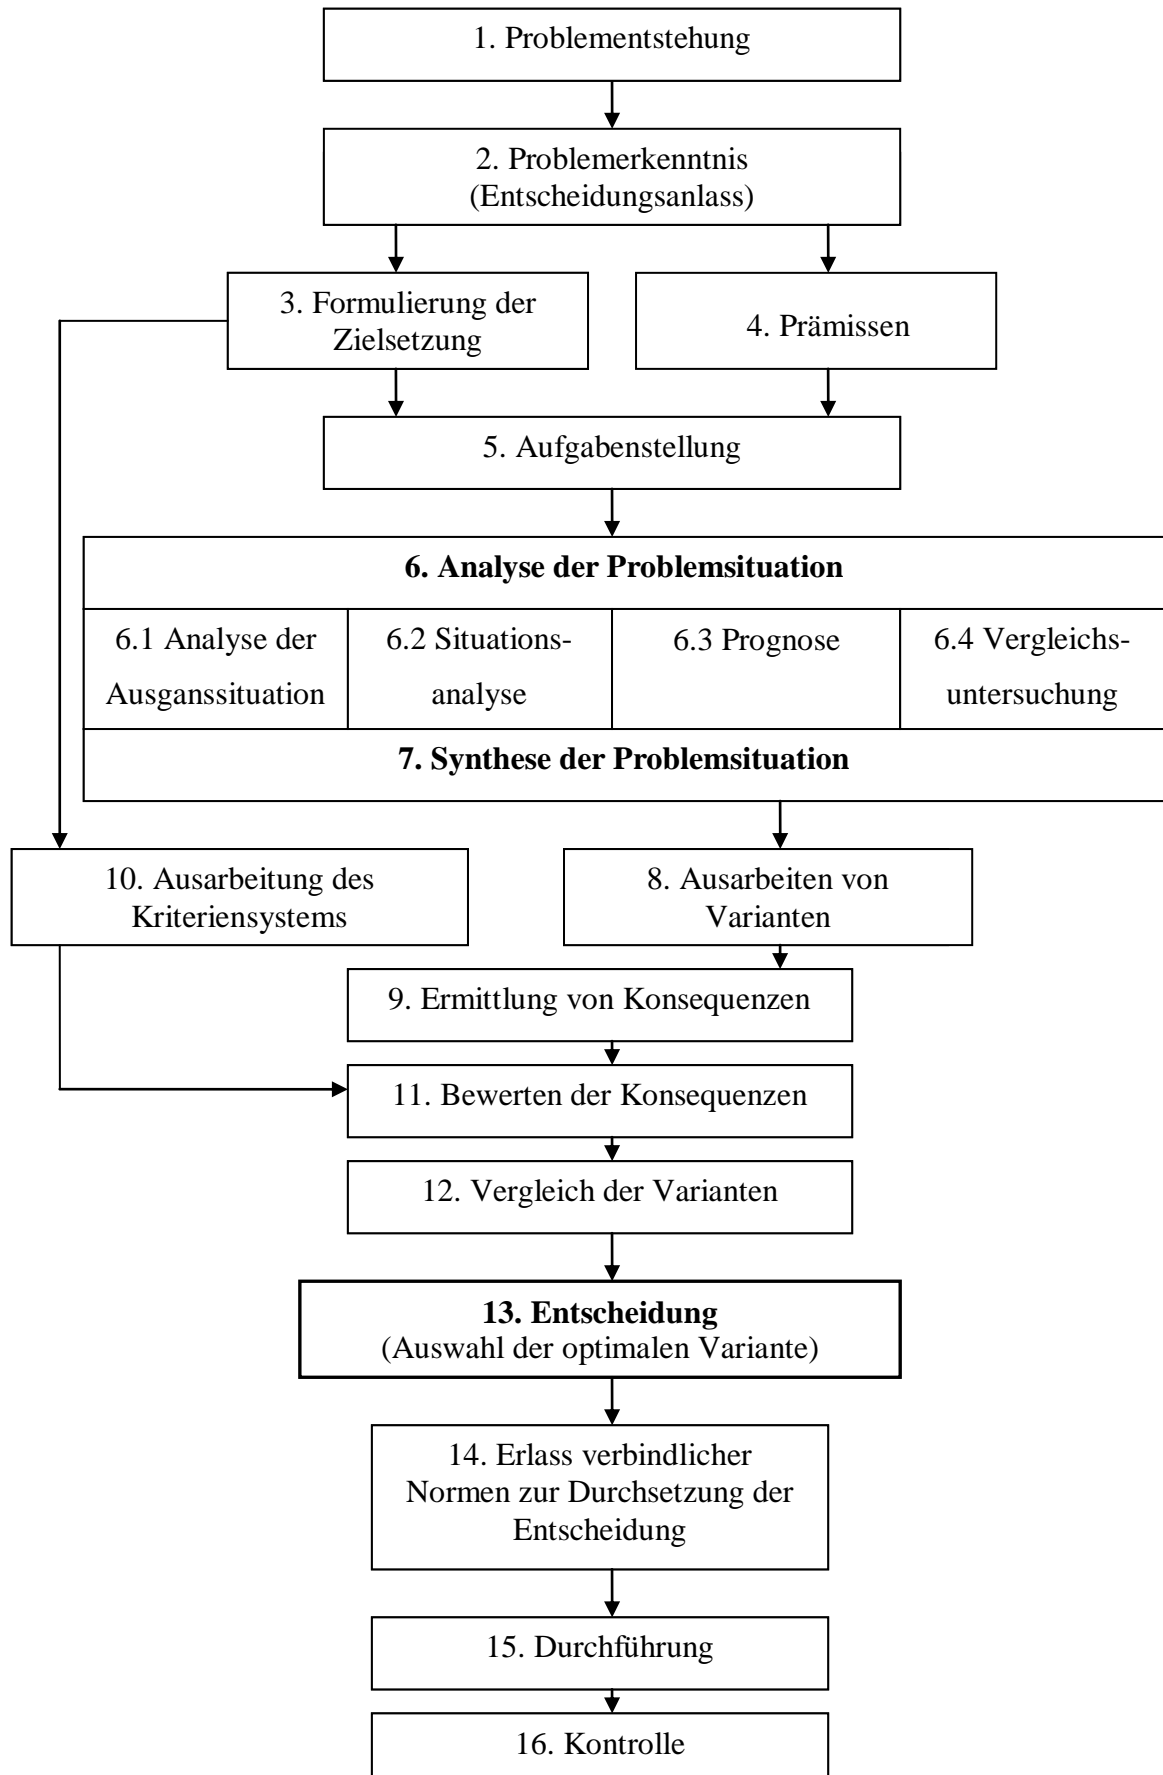 1. Problementstehung
2. Problemerkenntnis
(Entscheidungsanlass)
3. Formulierung der
Zielsetzung
4. Prämissen
5. Aufgabenstellung
6. Analyse der Problemsituation
6.1 Analyse der
Ausganssituation
6.2 Situations-
analyse
6.3 Prognose
6.4 Vergleichs-
untersuchung
7. Synthese der Problemsituation
10. Ausarbeitung des
Kriteriensystems
8. Ausarbeiten von
Varianten
9. Ermittlung von Konsequenzen
11. Bewerten der Konsequenzen
12. Vergleich der Varianten
13. Entscheidung
(Auswahl der optimalen Variante)
14. Erlass verbindlicher
Normen zur Durchsetzung der
Entscheidung
15. Durchführung
16. Kontrolle